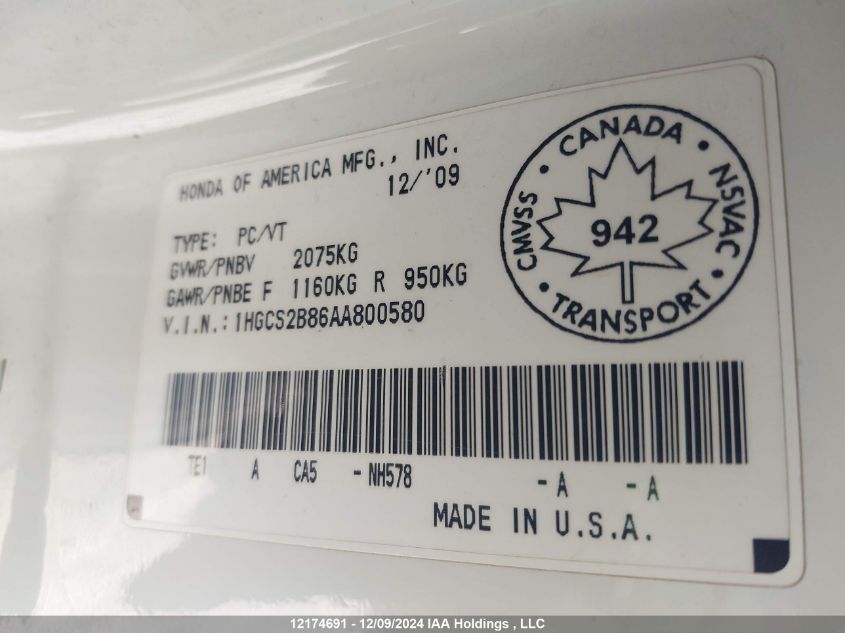 HONDA OF AMERICA MFG., INC.
12/'09
TYPE: PC/VT
GVWR/PNBV 2075KG
GAWR/PNBE F 1160KG R 950KG
V.I.N.: 1HGCS2B86AA800580
CANADA • NSVAC • TRANSPORT • CMVSS •
942
TE1 A CA5 - NH578 - A - A
MADE IN U.S.A.
12174691 - 12/09/2024 IAA Holdings , LLC